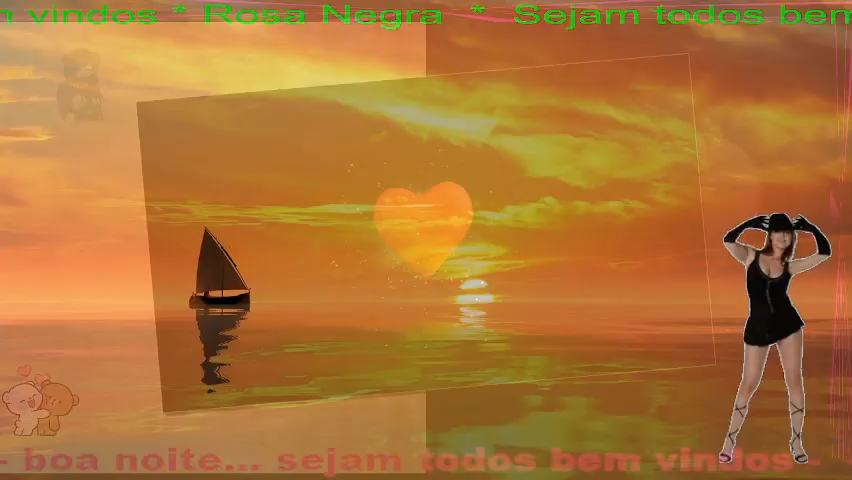 n vindos * Rosa Negra * Sejam todos bem
- boa noite... sejam todos bem vindos -